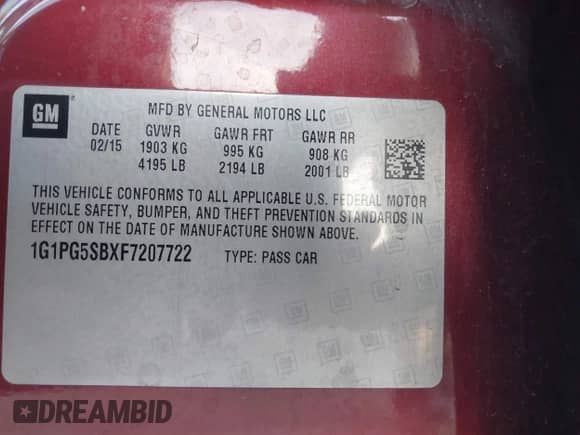 GM
MFD BY GENERAL MOTORS LLC
DATE GVWR GAWR FRT GAWR RR
02/15 1903 KG 995 KG 908 KG
4195 LB 2194 LB 2001 LB
THIS VEHICLE CONFORMS TO ALL APPLICABLE U.S. FEDERAL MOTOR
VEHICLE SAFETY, BUMPER, AND THEFT PREVENTION STANDARDS IN
EFFECT ON THE DATE OF MANUFACTURE SHOWN ABOVE.
1G1PG5SBXF7207722 TYPE: PASS CAR
DREAMBID